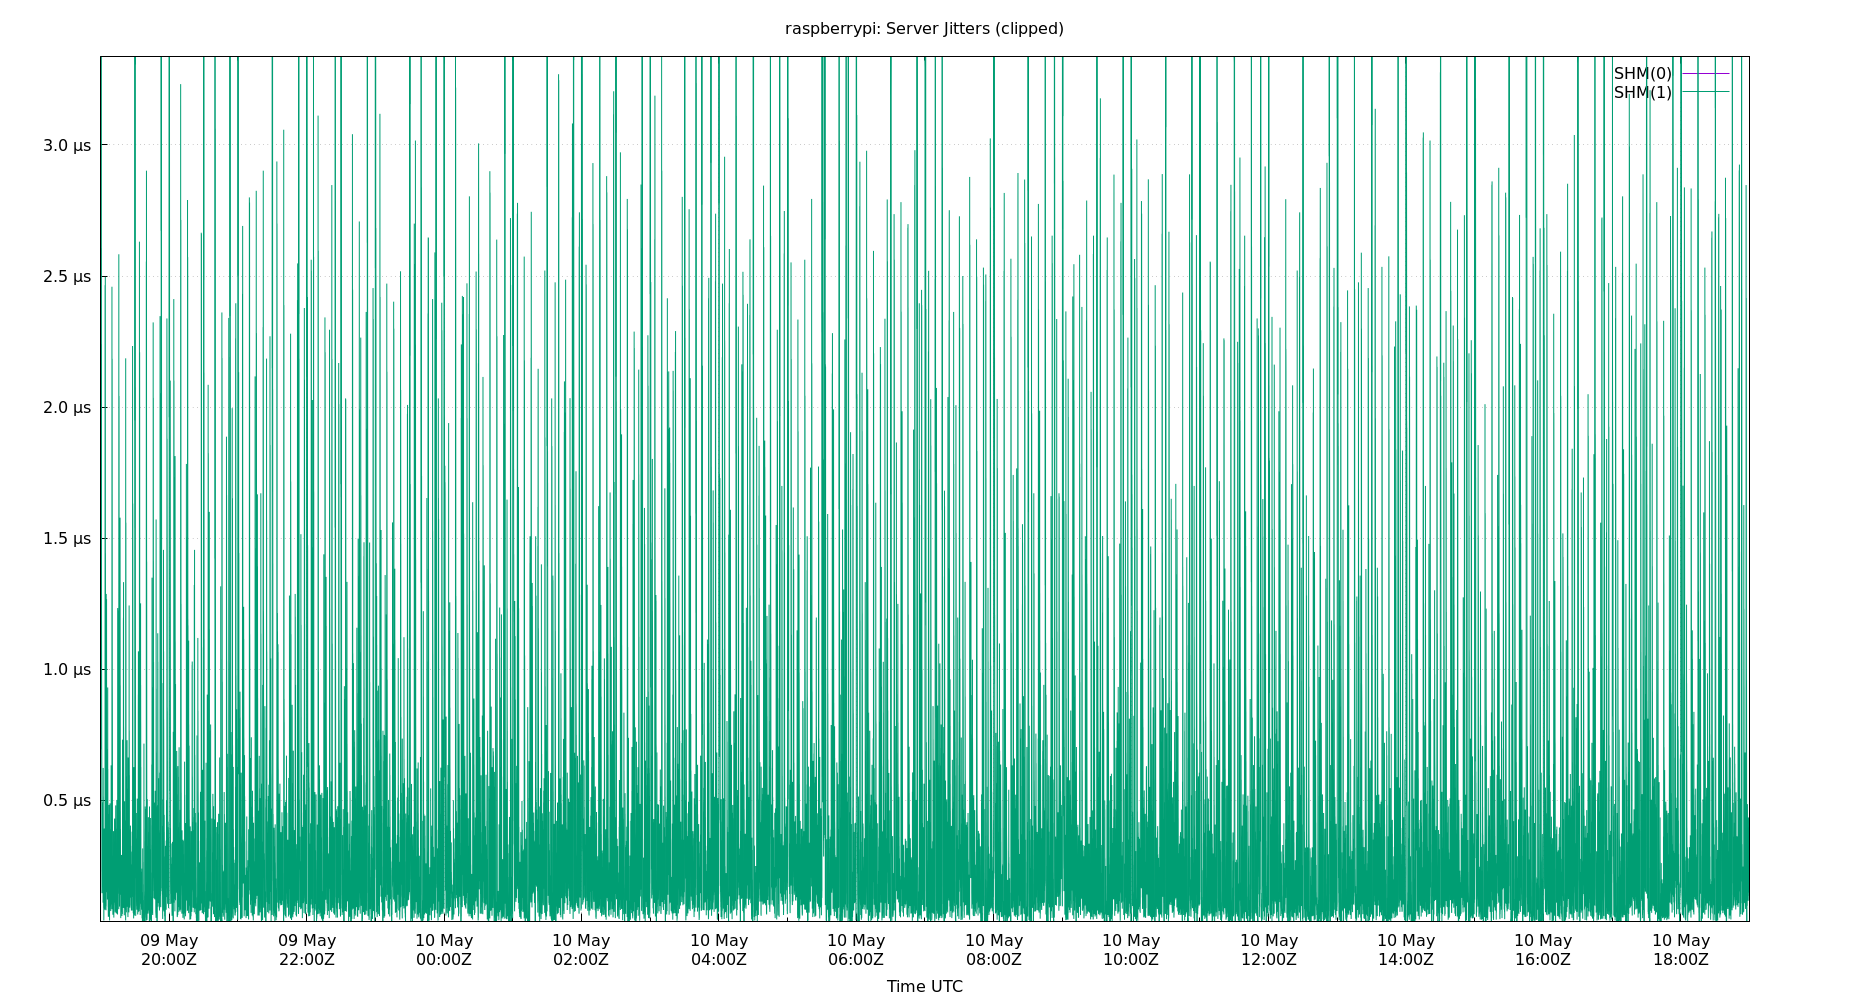 raspberrypi: Server Jitters (clipped)
SHM(0)
SHM(1)
3.0 µs
2.5 µs
2.0 µs
1.5 µs
1.0 µs
0.5 µs
09 May 09 May 10 May 10 May 10 May 10 May 10 May 10 May 10 May 10 May 10 May 10 May
20:00Z 22:00Z 00:00Z 02:00Z 04:00Z 06:00Z 08:00Z 10:00Z 12:00Z 14:00Z 16:00Z 18:00Z
Time UTC